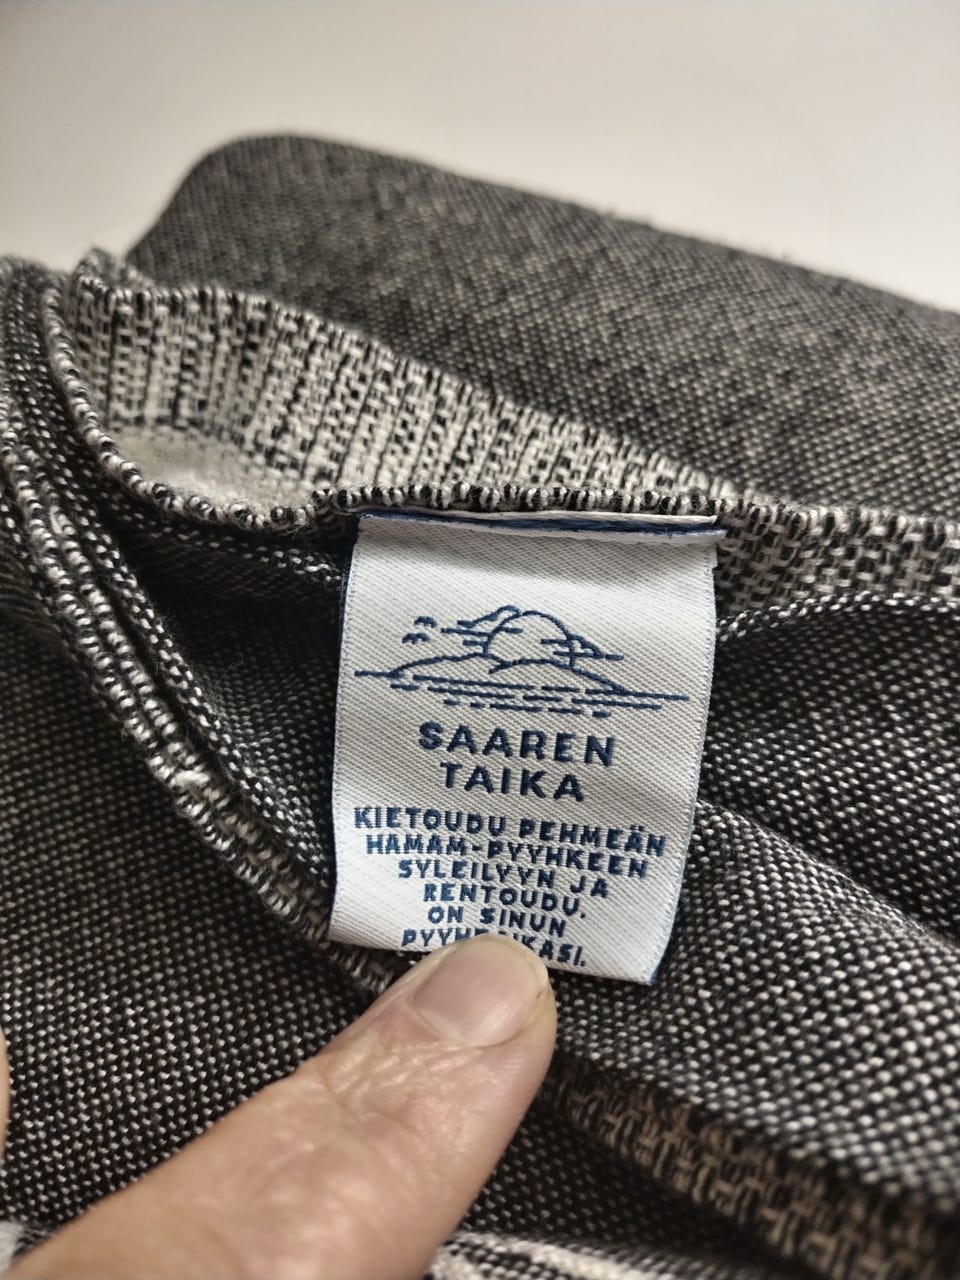 SAAREN
TAIKA
KIETOUDU PEHMEÄN
HAMAM-PYYHKEEN
SYLEILYYN JA
RENTOUDU.
ON SINUN